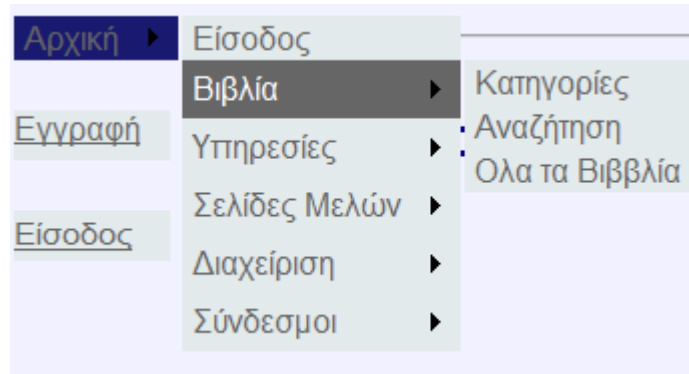 Αρχική
Είσοδος
Βιβλία
Υπηρεσίες
Σελίδες Μελών
Διαχείριση
Σύνδεσμοι
Κατηγορίες
Αναζήτηση
Ολα τα Βιββλία
Εγγραφή
Είσοδος